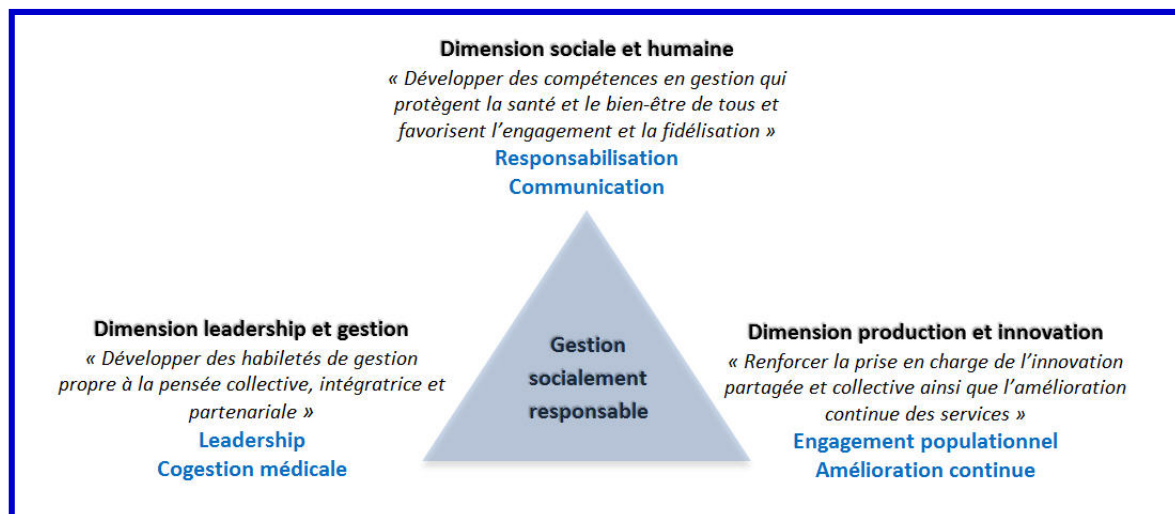 Dimension sociale et humaine
« Développer des compétences en gestion qui
protègent la santé et le bien-être de tous et
favorisent l’engagement et la fidélisation »
Responsabilisation
Communication
Dimension leadership et gestion
« Développer des habiletés de gestion
propre à la pensée collective, intégratrice et
partenariale »
Leadership
Cogestion médicale
Gestion
socialement
responsable
Dimension production et innovation
« Renforcer la prise en charge de l’innovation
partagée et collective ainsi que l’amélioration
continue des services »
Engagement populationnel
Amélioration continue